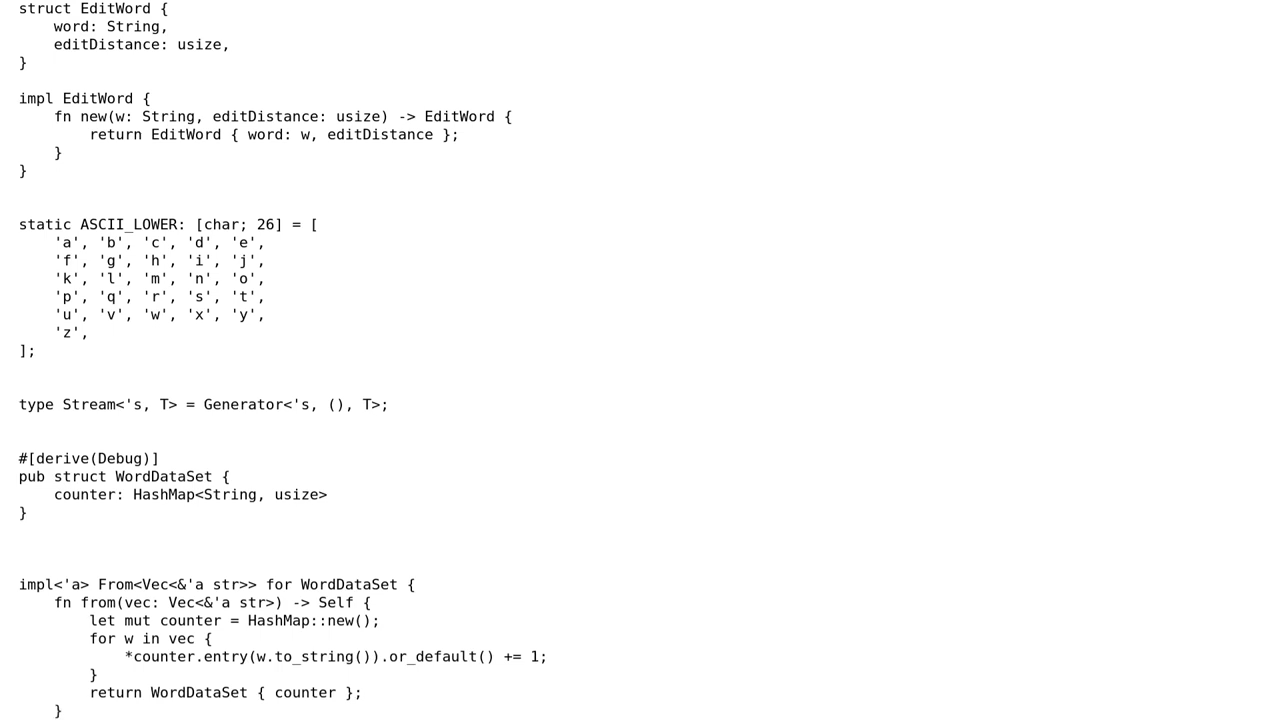 struct EditWord {
    word: String,
    editDistance: usize,
}

impl EditWord {
    fn new(w: String, editDistance: usize) -> EditWord {
        return EditWord { word: w, editDistance };
    }
}


static ASCII_LOWER: [char; 26] = [
    'a', 'b', 'c', 'd', 'e',
    'f', 'g', 'h', 'i', 'j',
    'k', 'l', 'm', 'n', 'o',
    'p', 'q', 'r', 's', 't',
    'u', 'v', 'w', 'x', 'y',
    'z',
];


type Stream<'s, T> = Generator<'s, (), T>;


#[derive(Debug)]
pub struct WordDataSet {
    counter: HashMap<String, usize>
}



impl<'a> From<Vec<&'a str>> for WordDataSet {
    fn from(vec: Vec<&'a str>) -> Self {
        let mut counter = HashMap::new();
        for w in vec {
            *counter.entry(w.to_string()).or_default() += 1;
        }
        return WordDataSet { counter };
    }